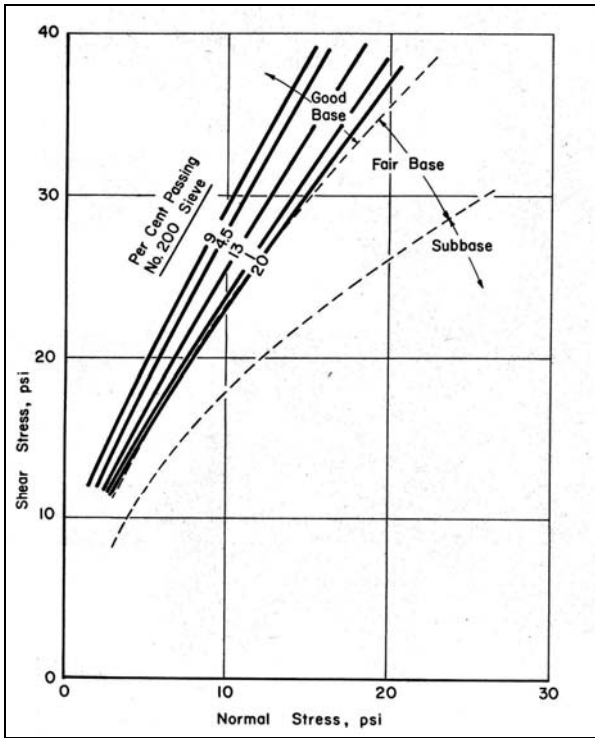 40
30
20
10
0
Shear Stress, psi
Per Cent Passing
No. 200 Sieve
9
4.5
13
20
Good
Base
Fair Base
Subbase
0
10
20
30
Normal Stress, psi